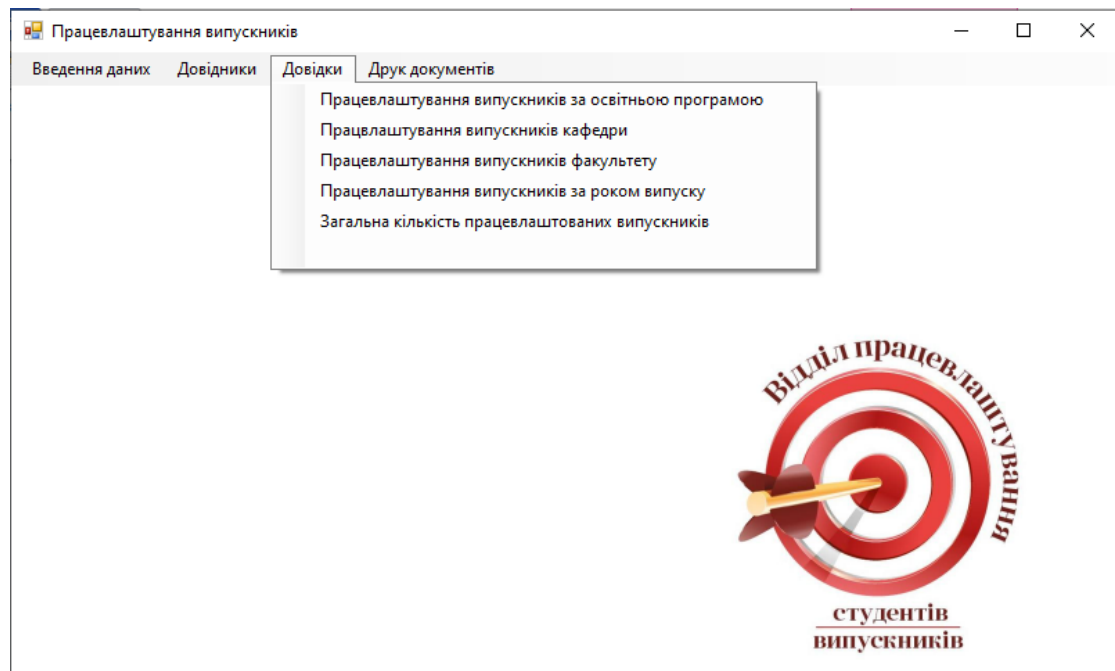 Працевлаштування випускників
Введення даних Довідники Довідки Друк документів
Працевлаштування випускників за освітньою програмою
Працвлаштування випускників кафедри
Працевлаштування випускників факультету
Працевлаштування випускників за роком випуску
Загальна кількість працевлаштованих випускників
Відділ працевлаштування
студентів
випускників